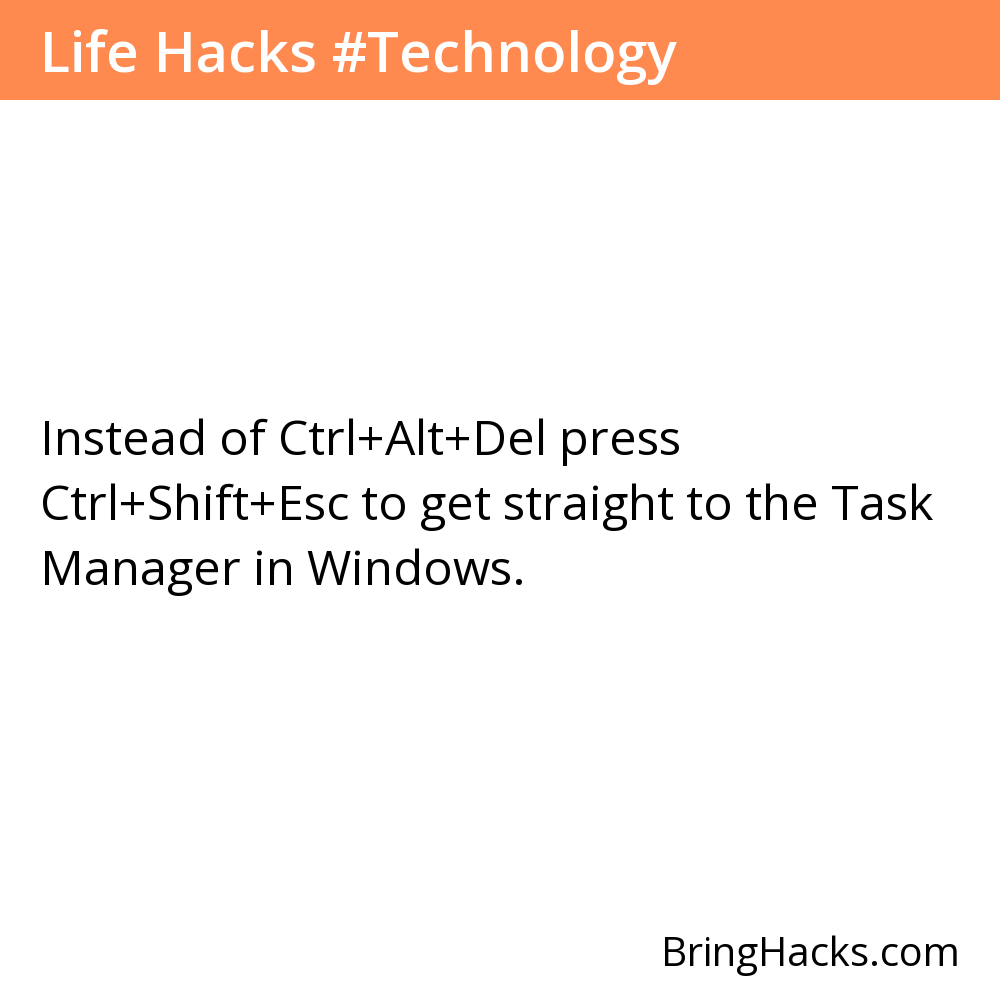 Life Hacks #Technology
Instead of Ctrl+Alt+Del press
Ctrl+Shift+Esc to get straight to the Task
Manager in Windows.
BringHacks.com